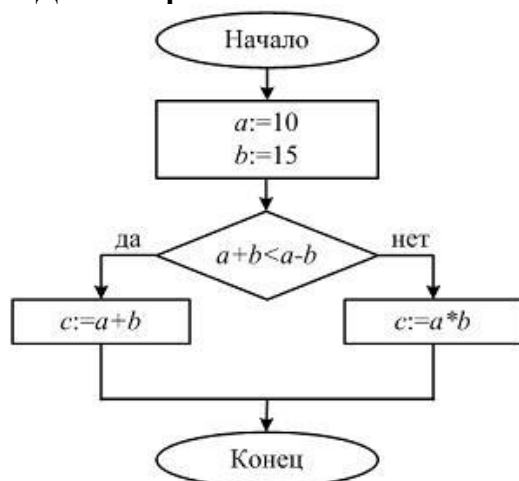 Начало
a:=10
b:=15
да
a+b<a-b
нет
c:=a+b
c:=a*b
Конец